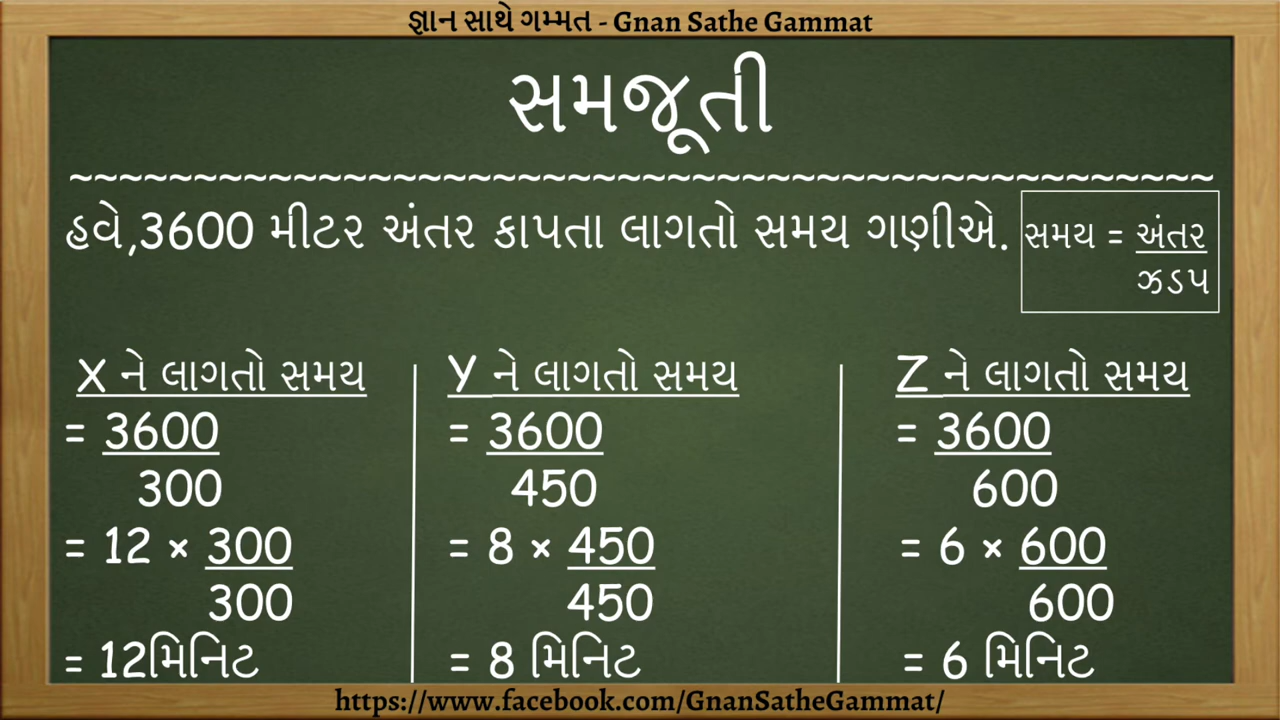 જ્ઞાન સાથે ગમ્મત - Gnan Sathe Gammat
સમજૂતી
~~~~~~~~~~~~~~~~~~~~~~~~~~~~~~~~~~~~~~~~~~~~~~
હવે,3600 મીટર અંતર કાપતા લાગતો સમય ગણીએ.
સમય = અંતર
ઝડપ
X ને લાગતો સમય
= 3600
300
= 12 × 300
300
= 12મિનિટ
Y ને લાગતો સમય
= 3600
450
= 8 × 450
450
= 8 મિનિટ
Z ને લાગતો સમય
= 3600
600
= 6 × 600
600
= 6 મિનિટ
https://www.facebook.com/GnanSatheGammat/